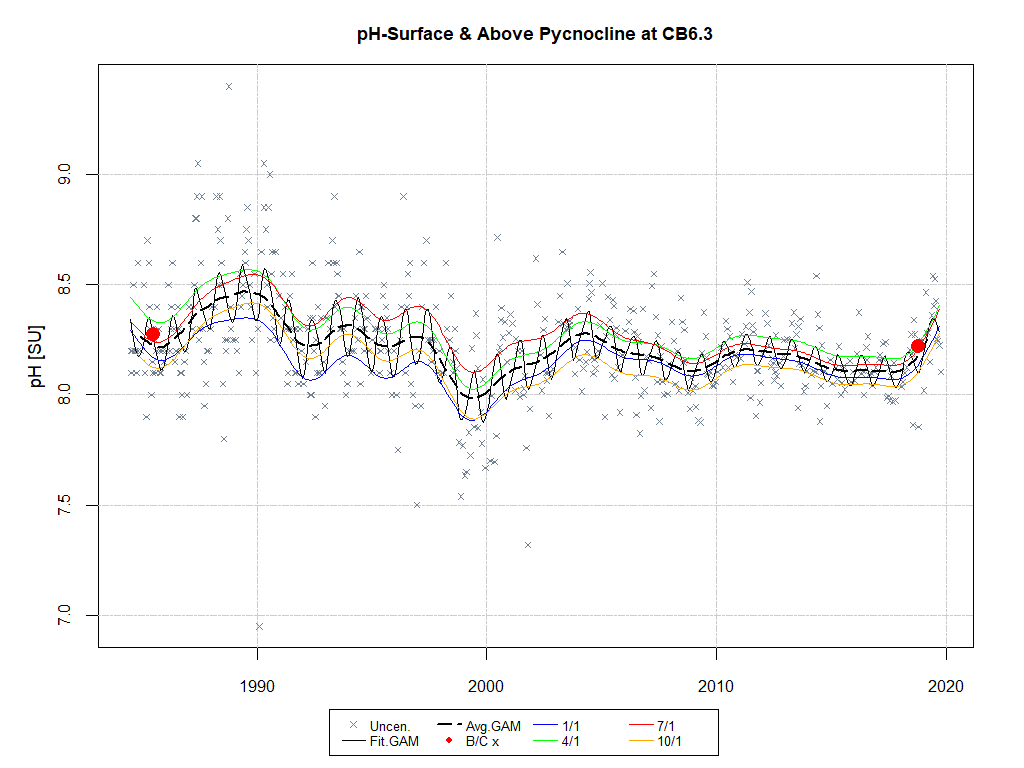 pH-Surface & Above Pycnocline at CB6.3
pH [SU]
9.0
8.5
8.0
7.5
7.0
1990 2000 2010 2020
Uncen. Avg.GAM 1/1 7/1
Fit.GAM B/C x 4/1 10/1